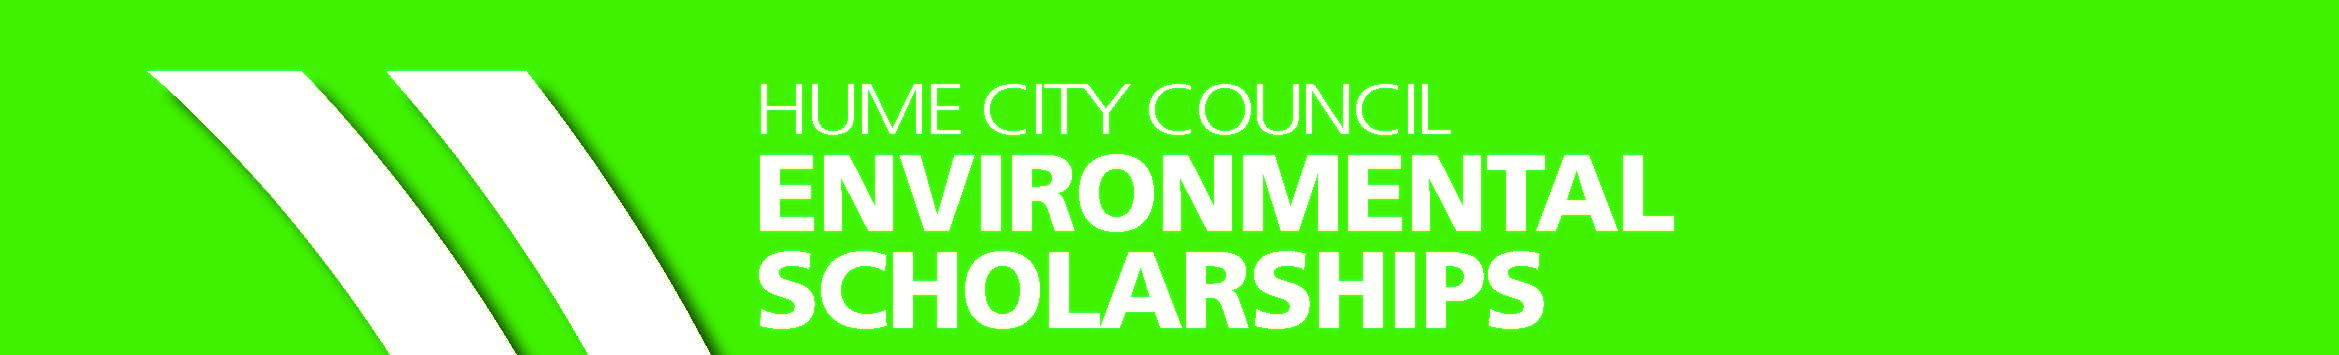 HUME CITY COUNCIL
ENVIRONMENTAL
SCHOLARSHIPS